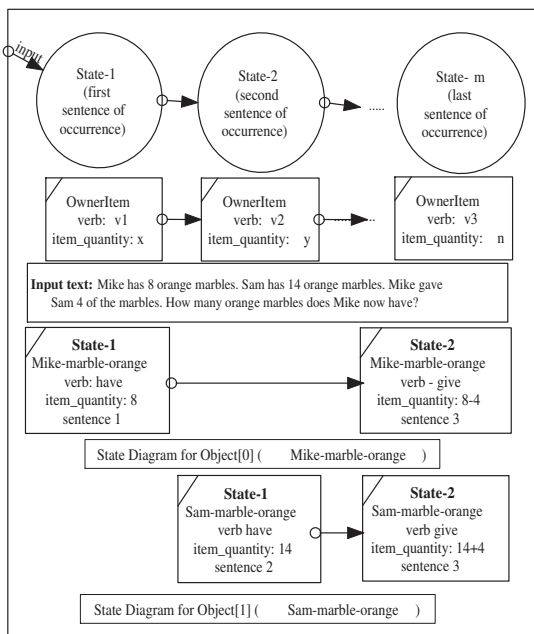 input
State-1
(first
sentence of
occurrence)
State-2
(second
sentence of
occurrence)
.....
State- m
(last
sentence of
occurrence)
OwnerItem
verb: v1
item_quantity: x
OwnerItem
verb: v2
item_quantity: y
........ ..
OwnerItem
verb: v3
item_quantity: n
Input text: Mike has 8 orange marbles. Sam has 14 orange marbles. Mike gave
Sam 4 of the marbles. How many orange marbles does Mike now have?
State-1
Mike-marble-orange
verb: have
item_quantity: 8
sentence 1
State-2
Mike-marble-orange
verb - give
item_quantity: 8-4
sentence 3
State Diagram for Object[0] ( Mike-marble-orange )
State-1
Sam-marble-orange
verb have
item_quantity: 14
sentence 2
State-2
Sam-marble-orange
verb give
item_quantity: 14+4
sentence 3
State Diagram for Object[1] ( Sam-marble-orange )